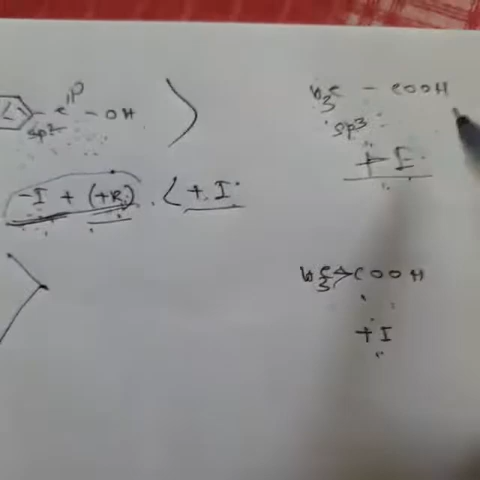 C – OH > H3C – COOH
sp2 sp3
+ I
-I + (+R) < + I
H3C > COOH
+ I